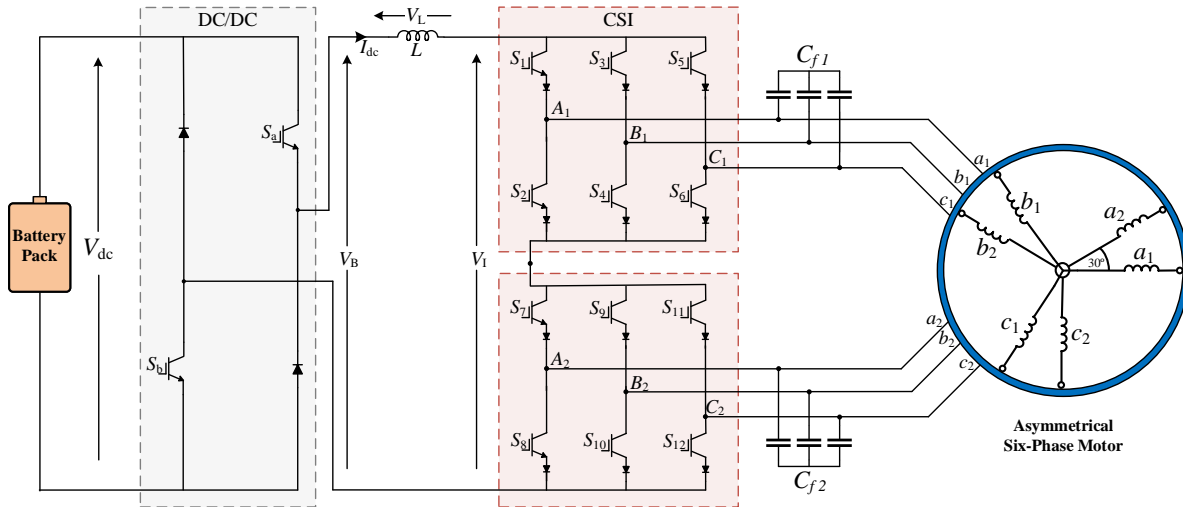 DC/DC
V_L
I_dc
L
CSI
S_1
S_3
S_5
C_f1
A_1
B_1
C_1
S_a
S_2
S_4
S_6
a_1
b_1
c_1
b_1
a_2
b_2
30º
a_1
Battery
Pack
V_dc
V_B
V_I
S_7
S_9
S_11
c_1
c_2
a_2
b_2
c_2
S_b
A_2
B_2
C_2
S_8
S_10
S_12
C_f2
Asymmetrical
Six-Phase Motor